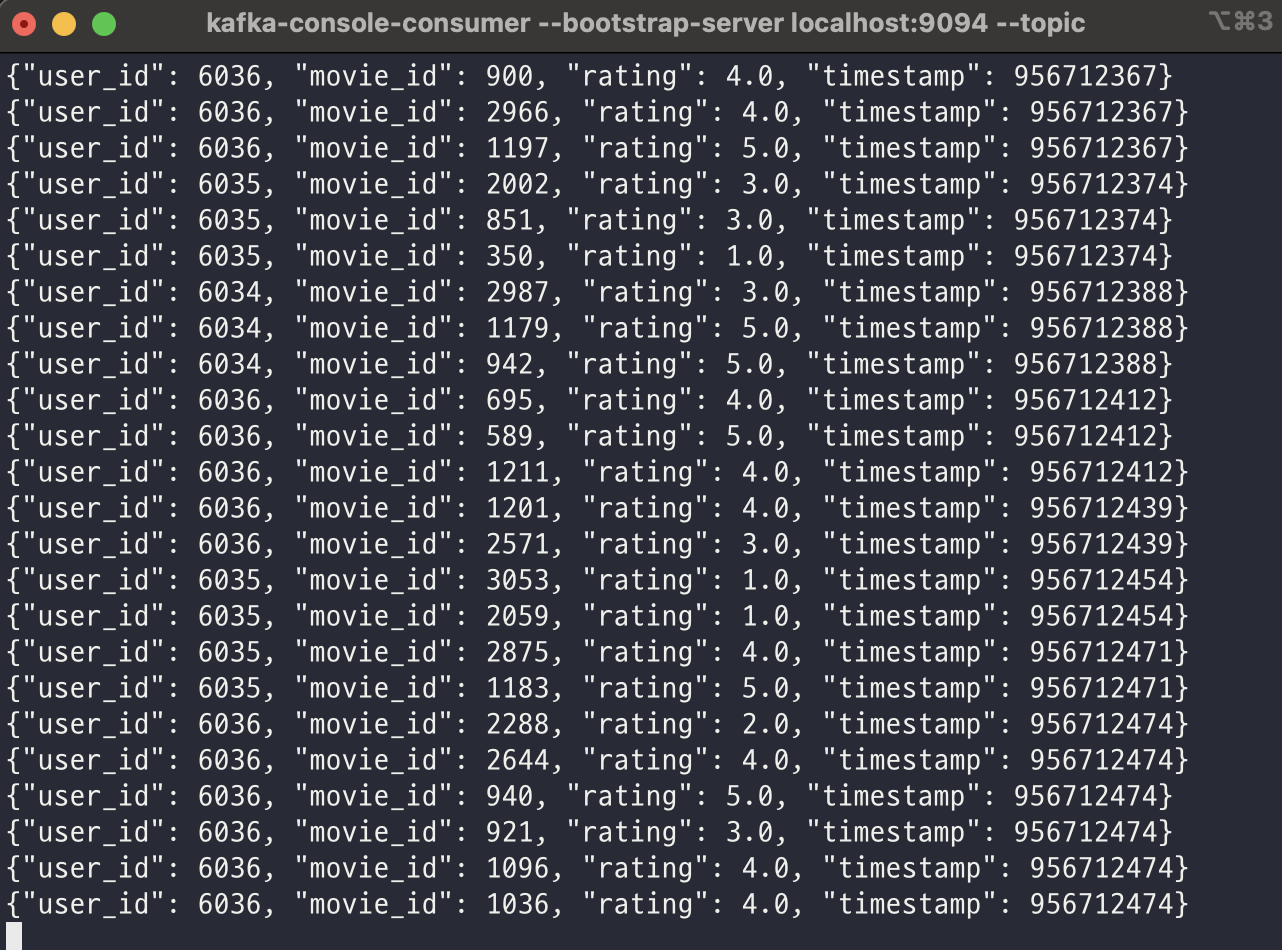 kafka-console-consumer --bootstrap-server localhost:9094 --topic ⌥⌘3
{"user_id": 6036, "movie_id": 900, "rating": 4.0, "timestamp": 956712367}
{"user_id": 6036, "movie_id": 2966, "rating": 4.0, "timestamp": 956712367}
{"user_id": 6036, "movie_id": 1197, "rating": 5.0, "timestamp": 956712367}
{"user_id": 6035, "movie_id": 2002, "rating": 3.0, "timestamp": 956712374}
{"user_id": 6035, "movie_id": 851, "rating": 3.0, "timestamp": 956712374}
{"user_id": 6035, "movie_id": 350, "rating": 1.0, "timestamp": 956712374}
{"user_id": 6034, "movie_id": 2987, "rating": 3.0, "timestamp": 956712388}
{"user_id": 6034, "movie_id": 1179, "rating": 5.0, "timestamp": 956712388}
{"user_id": 6034, "movie_id": 942, "rating": 5.0, "timestamp": 956712388}
{"user_id": 6036, "movie_id": 695, "rating": 4.0, "timestamp": 956712412}
{"user_id": 6036, "movie_id": 589, "rating": 5.0, "timestamp": 956712412}
{"user_id": 6036, "movie_id": 1211, "rating": 4.0, "timestamp": 956712412}
{"user_id": 6036, "movie_id": 1201, "rating": 4.0, "timestamp": 956712439}
{"user_id": 6036, "movie_id": 2571, "rating": 3.0, "timestamp": 956712439}
{"user_id": 6035, "movie_id": 3053, "rating": 1.0, "timestamp": 956712454}
{"user_id": 6035, "movie_id": 2059, "rating": 1.0, "timestamp": 956712454}
{"user_id": 6035, "movie_id": 2875, "rating": 4.0, "timestamp": 956712471}
{"user_id": 6035, "movie_id": 1183, "rating": 5.0, "timestamp": 956712471}
{"user_id": 6036, "movie_id": 2288, "rating": 2.0, "timestamp": 956712474}
{"user_id": 6036, "movie_id": 2644, "rating": 4.0, "timestamp": 956712474}
{"user_id": 6036, "movie_id": 940, "rating": 5.0, "timestamp": 956712474}
{"user_id": 6036, "movie_id": 921, "rating": 3.0, "timestamp": 956712474}
{"user_id": 6036, "movie_id": 1096, "rating": 4.0, "timestamp": 956712474}
{"user_id": 6036, "movie_id": 1036, "rating": 4.0, "timestamp": 956712474}